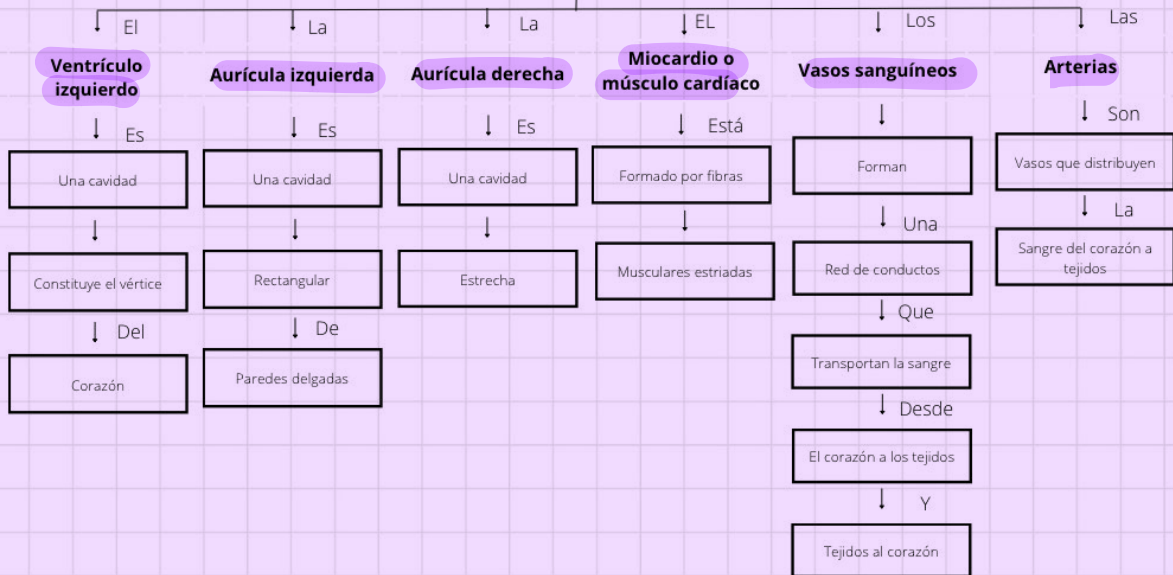 El
Ventrículo
izquierdo
Es
Una cavidad
Constituye el vértice
Del
Corazón
La
Aurícula izquierda
Es
Una cavidad
Rectangular
De
Paredes delgadas
La
Aurícula derecha
Es
Una cavidad
Estrecha
EL
Miocardio o
músculo cardíaco
Está
Formado por fibras
Musculares estriadas
Los
Vasos sanguíneos
Forman
Una
Red de conductos
Que
Transportan la sangre
Desde
El corazón a los tejidos
Y
Tejidos al corazón
Las
Arterias
Son
Vasos que distribuyen
La
Sangre del corazón a
tejidos